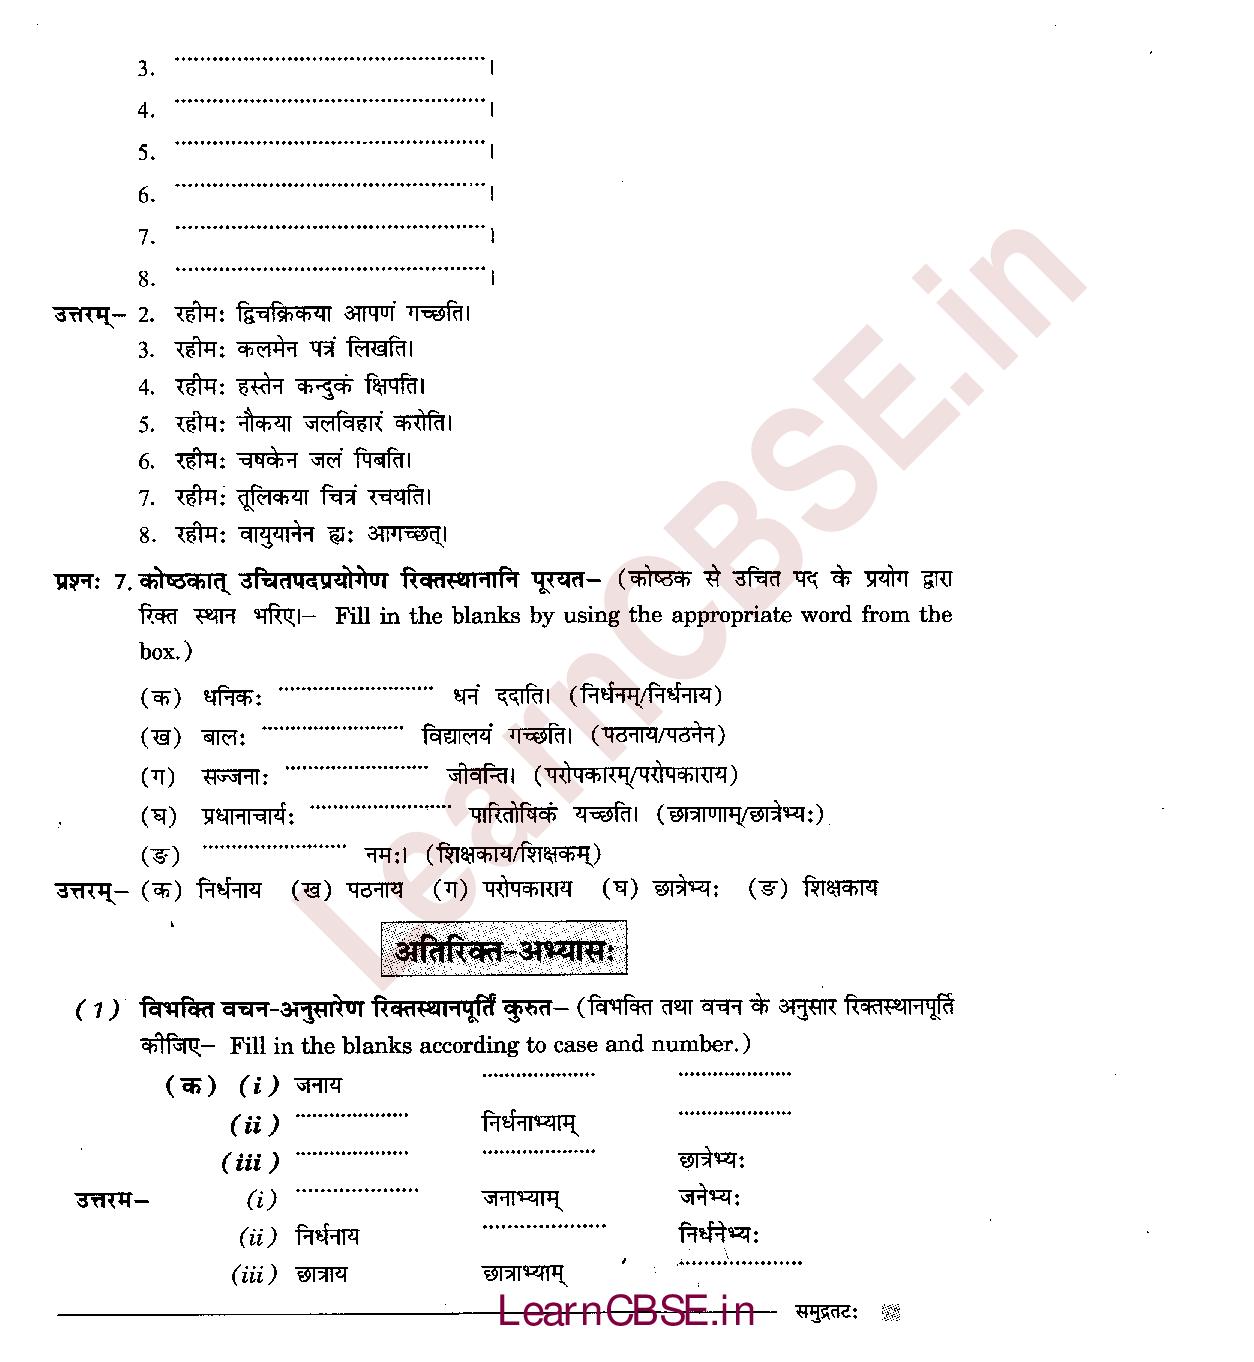 3. ............................................................ ।
4. ............................................................ ।
5. ............................................................ ।
6. ............................................................ ।
7. ............................................................ ।
8. ............................................................ ।
उत्तरम्– 2. रहीमः द्विचक्रिकया आपणं गच्छति।
3. रहीमः कलमेन पत्रं लिखति।
4. रहीमः हस्तेन कन्दुकं क्षिपति।
5. रहीमः नौकया जलविहारं करोति।
6. रहीमः चषकेन जलं पिबति।
7. रहीमः तूलिकया चित्रं रचयति।
8. रहीमः वायुयानेन ह्यः आगच्छत्।
प्रश्नः 7. कोष्ठकात् उचितपदप्रयोगेण रिक्तस्थानानि पूरयत– (कोष्ठक से उचित पद के प्रयोग द्वारा
रिक्त स्थान भरिए।– Fill in the blanks by using the appropriate word from the
box.)
(क) धनिकः ............................ धनं ददाति। (निर्धनम्/निर्धनाय)
(ख) बालः ............................ विद्यालयं गच्छति। (पठनाय/पठनेन)
(ग) सज्जनाः ............................ जीवन्ति। (परोपकारम्/परोपकाराय)
(घ) प्रधानाचार्यः ............................ पारितोषिकं यच्छति। (छात्राणाम्/छात्रेभ्यः)
(ङ) ............................ नमः। (शिक्षकाय/शिक्षकम्)
उत्तरम्– (क) निर्धनाय (ख) पठनाय (ग) परोपकाराय (घ) छात्रेभ्यः (ङ) शिक्षकाय
अतिरिक्त-अभ्यासः
(1) विभक्ति वचन-अनुसारेण रिक्तस्थानपूर्तिं कुरुत– (विभक्ति तथा वचन के अनुसार रिक्तस्थानपूर्ति
कीजिए– Fill in the blanks according to case and number.)
(क) (i) जनाय ...................... ......................
(ii) ...................... निर्धनाभ्याम् ......................
(iii) ...................... ...................... छात्रेभ्यः
उत्तरम– (i) ...................... जनाभ्याम् जनेभ्यः
(ii) निर्धनाय ...................... निर्धनेभ्यः
(iii) छात्राय छात्राभ्याम् ......................
LearnCBSE.in समुद्रतटः
LearnCBSE.in